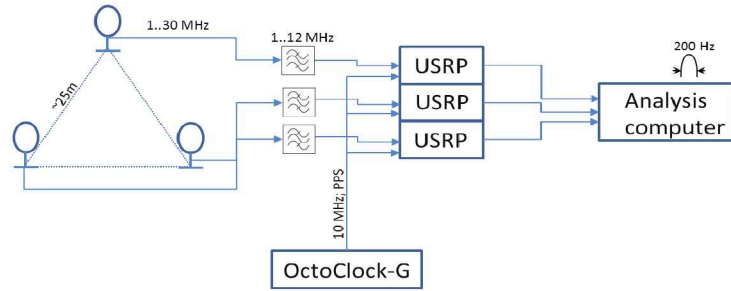 1..30 MHz
1..12 MHz
~25m
USRP
USRP
USRP
200 Hz
Analysis
computer
10 MHz; PPS
OctoClock-G